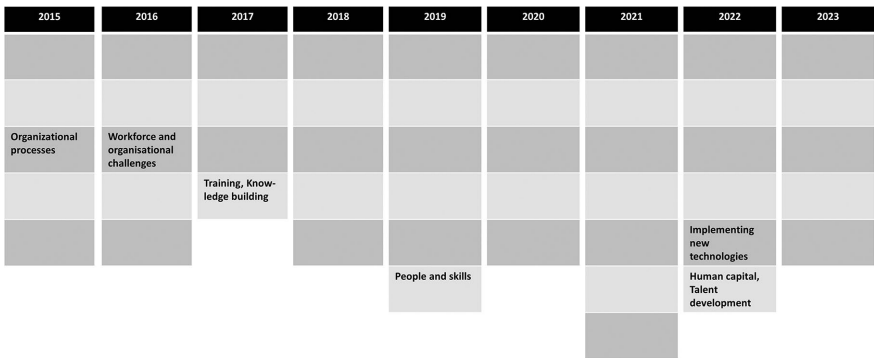 2015
2016
2017
2018
2019
2020
2021
2022
2023
Organizational
processes
Workforce and
organisational
challenges
Training, Know-
ledge building
Implementing
new
technologies
People and skills
Human capital,
Talent
development